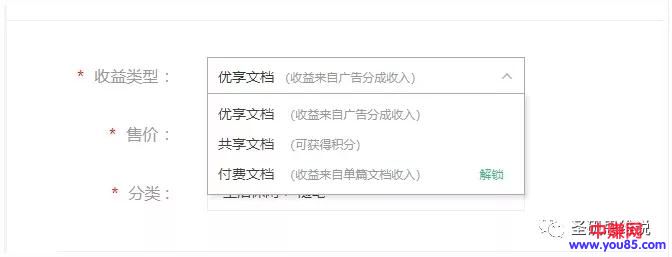 * 收益类型： 优享文档 (收益来自广告分成收入)
优享文档 (收益来自广告分成收入)
* 售价： 共享文档 (可获得积分)
付费文档 (收益来自单篇文档收入) 解锁
* 分类：
中赚网
www.you85.com